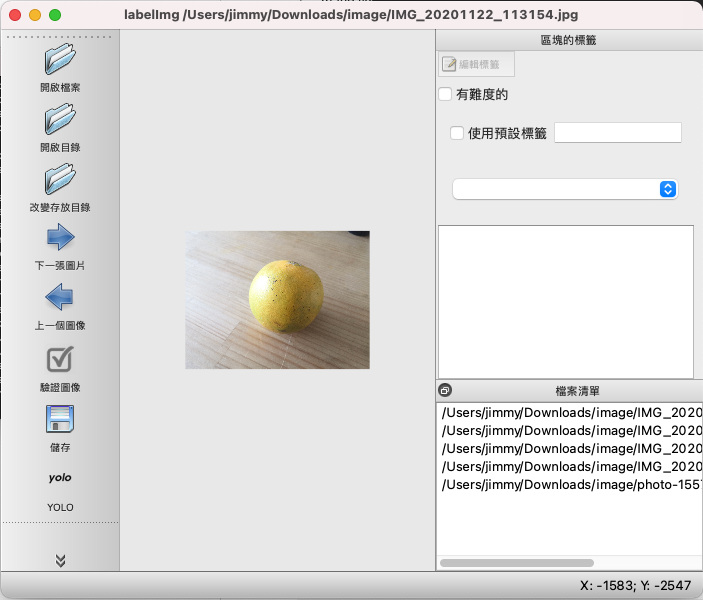 labelImg /Users/jimmy/Downloads/image/IMG_20201122_113154.jpg
開啟檔案
開啟目錄
改變存放目錄
下一張圖片
上一個圖像
驗證圖像
儲存
yolo
YOLO
區塊的標籤
編輯標籤
有難度的
使用預設標籤
檔案清單
/Users/jimmy/Downloads/image/IMG_2020
/Users/jimmy/Downloads/image/IMG_2020
/Users/jimmy/Downloads/image/IMG_2020
/Users/jimmy/Downloads/image/IMG_2020
/Users/jimmy/Downloads/image/photo-155
X: -1583; Y: -2547